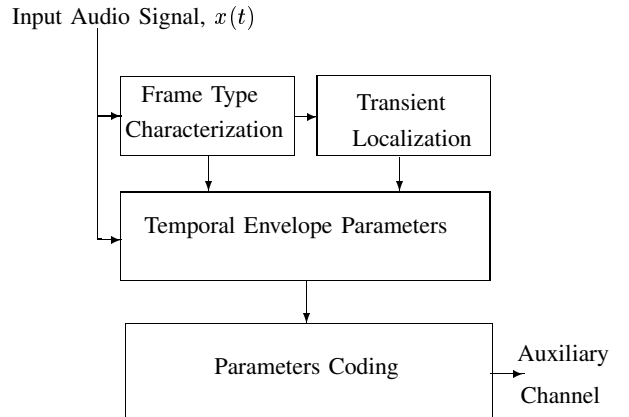 Input Audio Signal, x(t)
Frame Type
Characterization
Transient
Localization
Temporal Envelope Parameters
Parameters Coding
Auxiliary
Channel